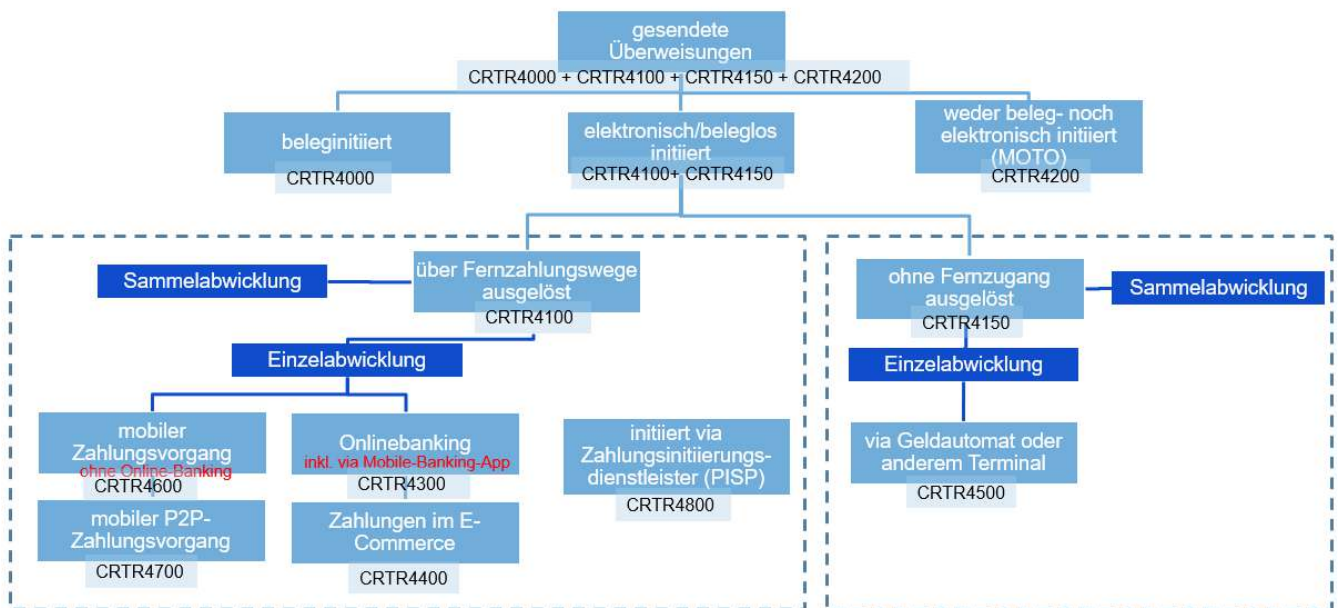 gesendete
Überweisungen
CRTR4000 + CRTR4100 + CRTR4150 + CRTR4200
beleginitiiert
CRTR4000
elektronisch/beleglos
initiiert
CRTR4100+ CRTR4150
weder beleg- noch
elektronisch initiiert
(MOTO)
CRTR4200
Sammelabwicklung
über Fernzahlungswege
ausgelöst
CRTR4100
ohne Fernzugang
ausgelöst
CRTR4150
Sammelabwicklung
Einzelabwicklung
Einzelabwicklung
mobiler
Zahlungsvorgang
ohne Online-Banking
CRTR4600
Onlinebanking
inkl. via Mobile-Banking-App
CRTR4300
initiiert via
Zahlungsinitiierungs-
dienstleister (PISP)
CRTR4800
via Geldautomat oder
anderem Terminal
CRTR4500
mobiler P2P-
Zahlungsvorgang
CRTR4700
Zahlungen im E-
Commerce
CRTR4400